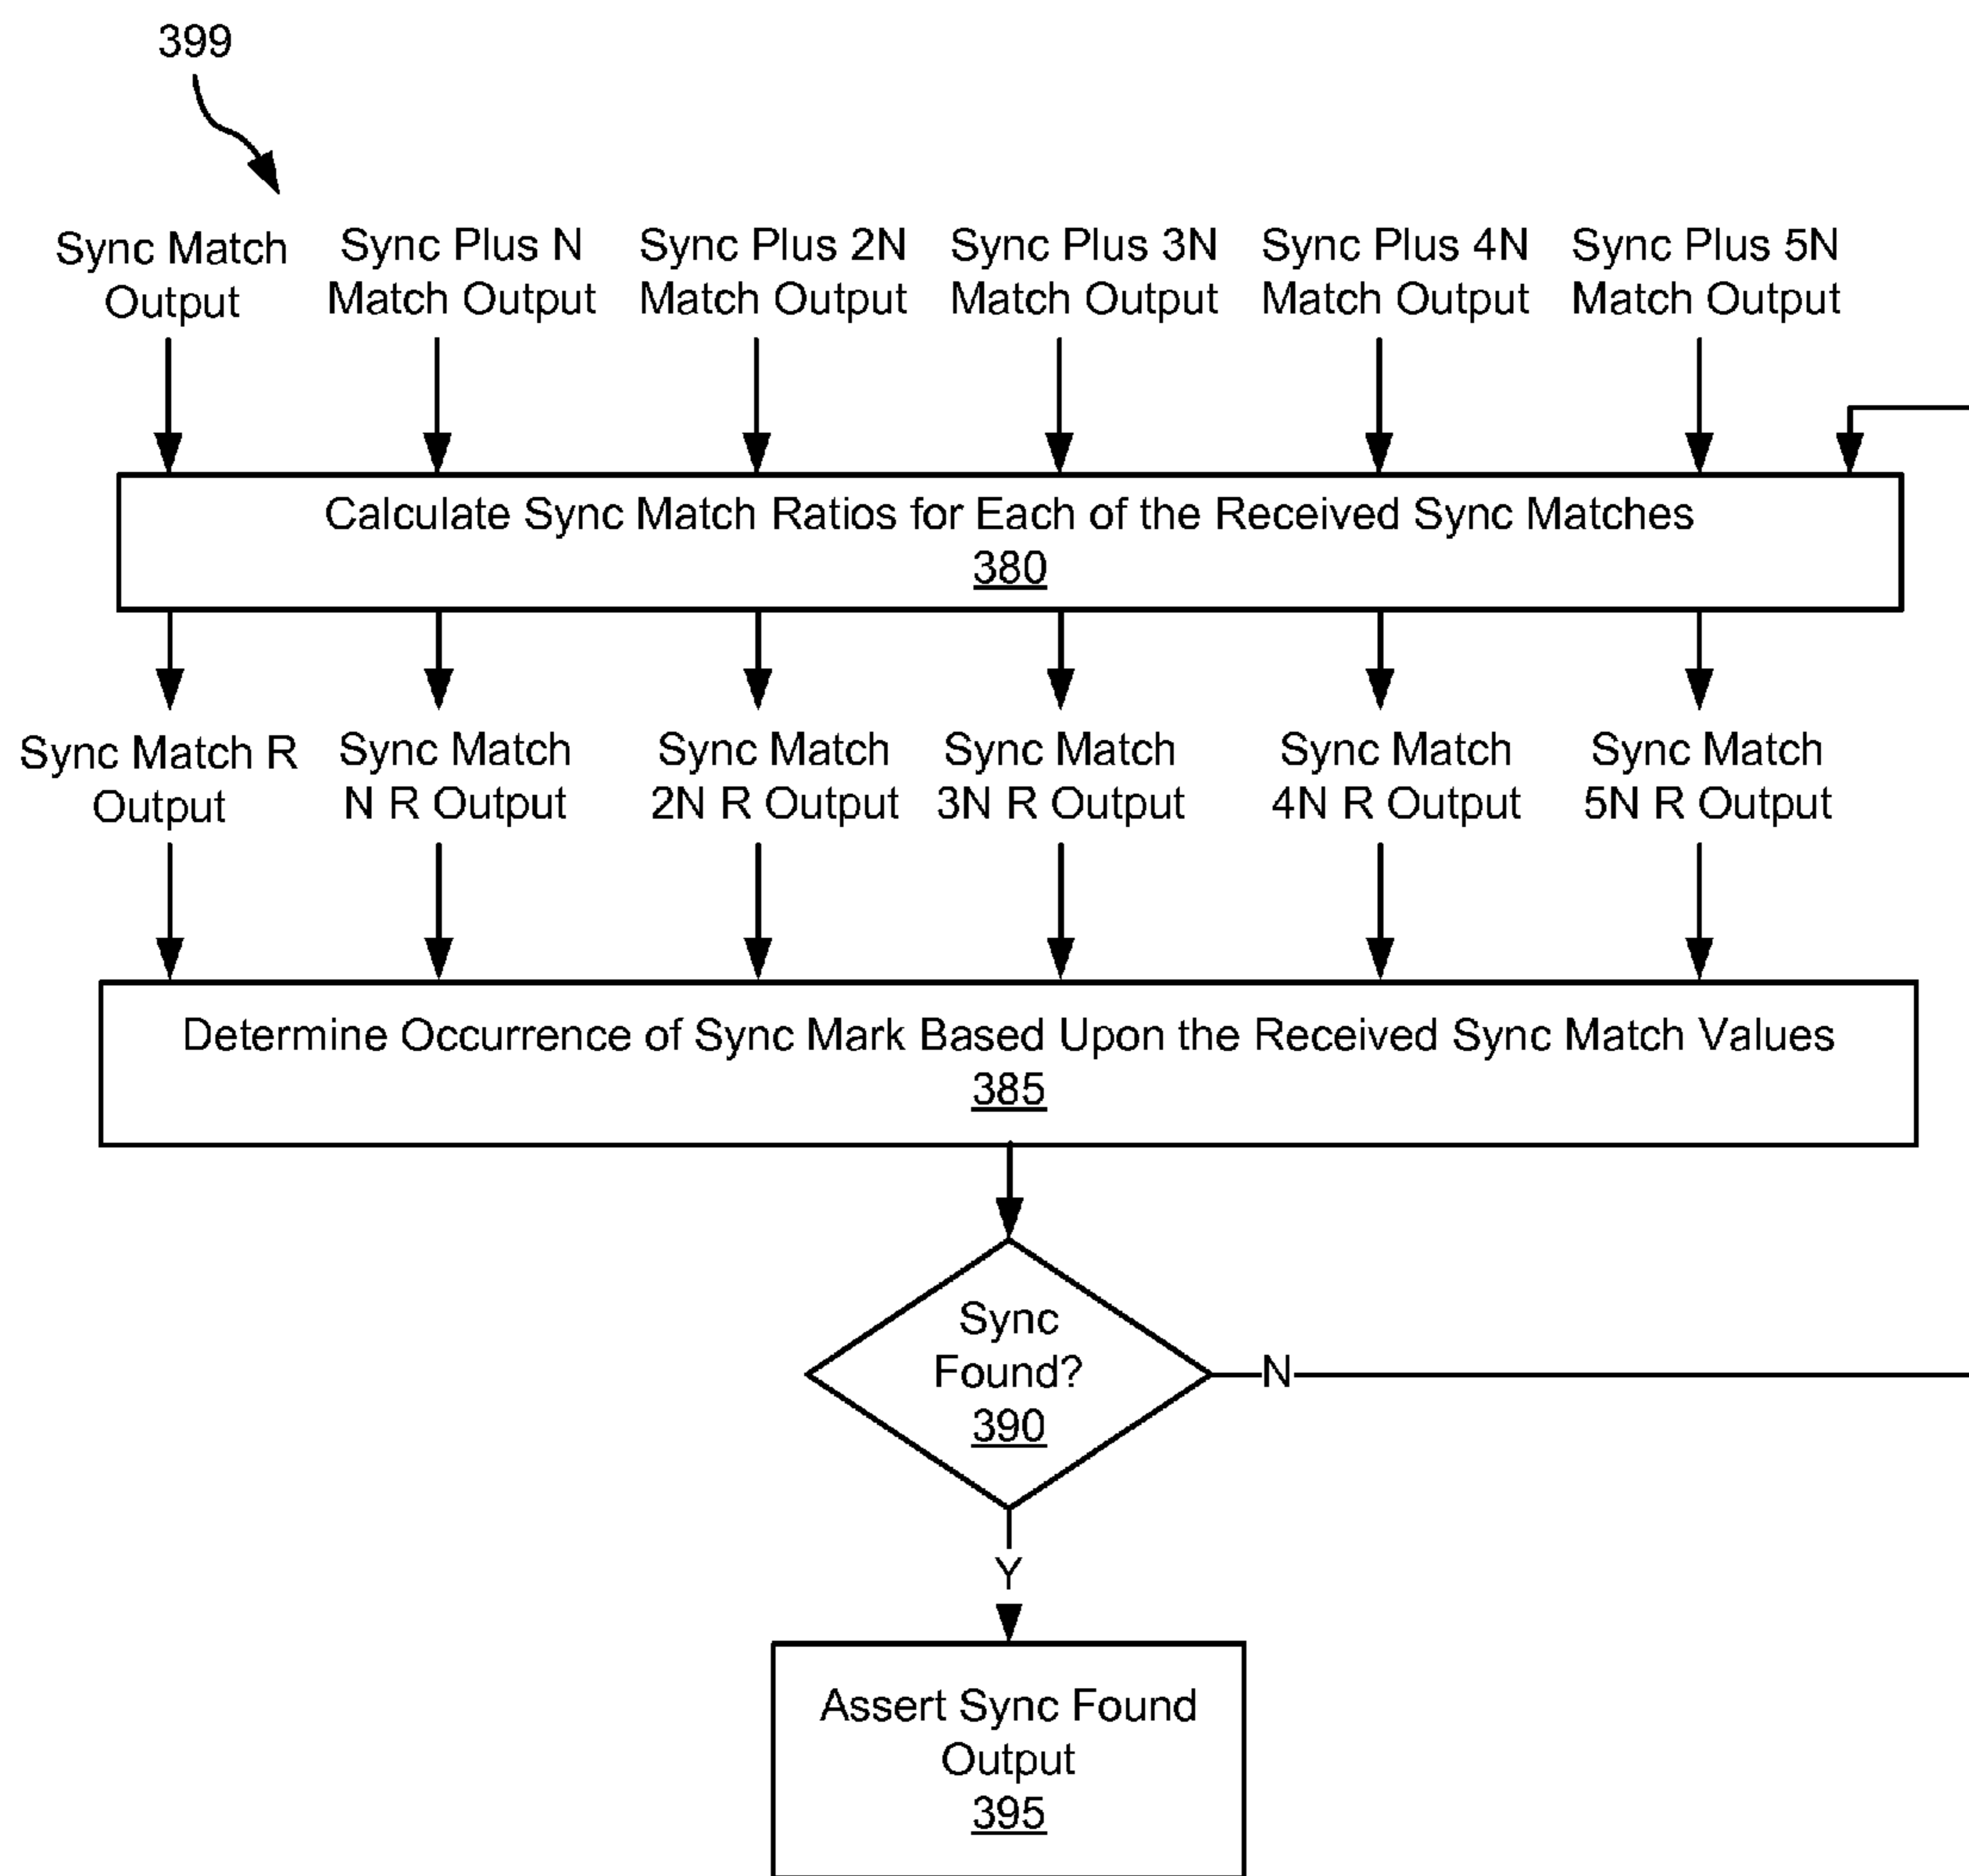 399
Sync Match
Output
Sync Plus N
Match Output
Sync Plus 2N
Match Output
Sync Plus 3N
Match Output
Sync Plus 4N
Match Output
Sync Plus 5N
Match Output
Calculate Sync Match Ratios for Each of the Received Sync Matches
380
Sync Match R
Output
Sync Match
N R Output
Sync Match
2N R Output
Sync Match
3N R Output
Sync Match
4N R Output
Sync Match
5N R Output
Determine Occurrence of Sync Mark Based Upon the Received Sync Match Values
385
Sync
Found?
390
N
Y
Assert Sync Found
Output
395